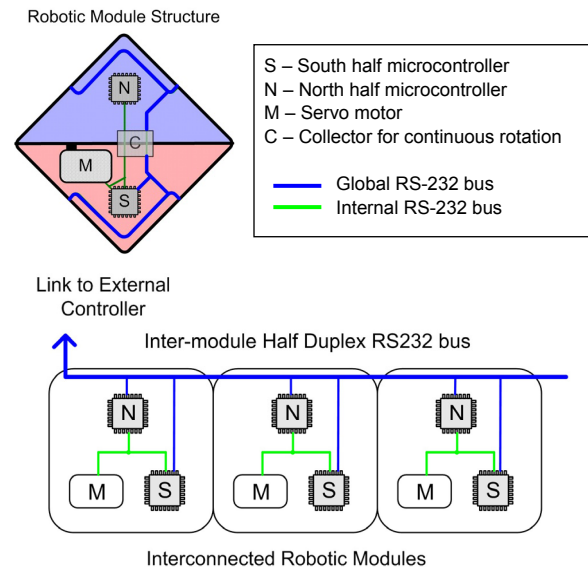 Robotic Module Structure
N
C
M
S
S – South half microcontroller
N – North half microcontroller
M – Servo motor
C – Collector for continuous rotation
Global RS-232 bus
Internal RS-232 bus
Link to External
Controller
Inter-module Half Duplex RS232 bus
N N N
M S M S M S
Interconnected Robotic Modules